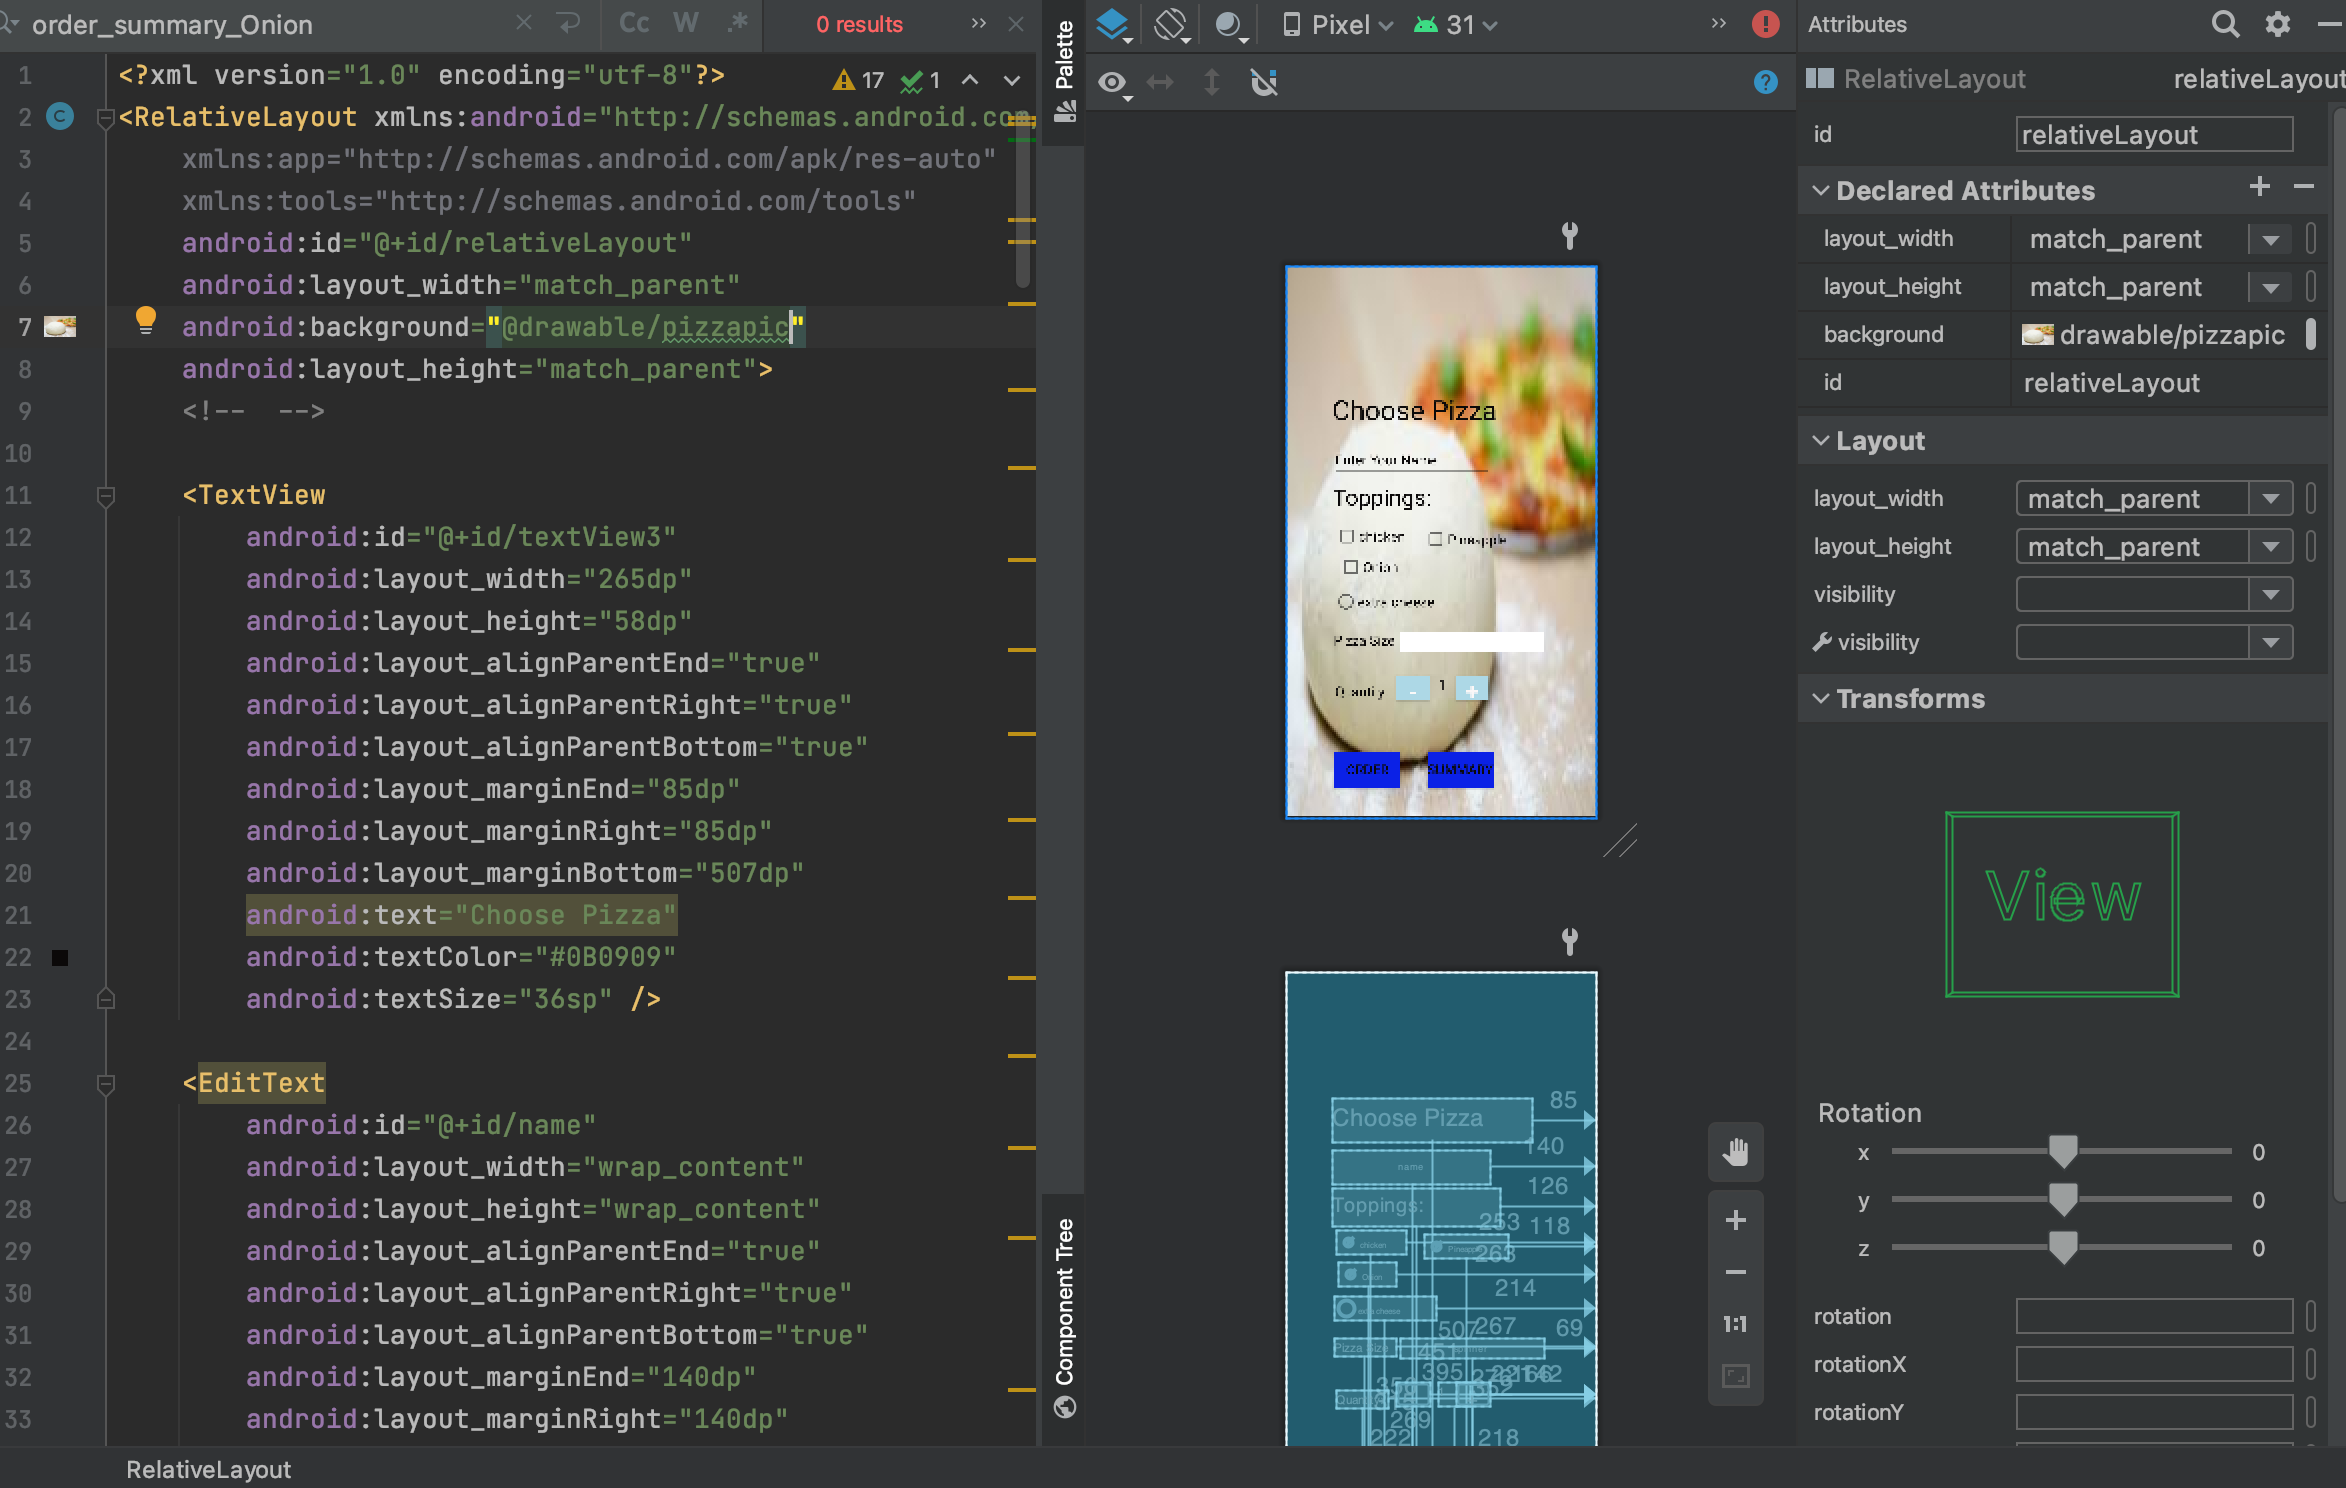 order_summary_Onion
Cc W .*
0 results
Palette
Pixel
31
Attributes
17 1
RelativeLayout relativeLayout
id relativeLayout
Declared Attributes
layout_width match_parent
layout_height match_parent
background drawable/pizzapic
id relativeLayout
Layout
layout_width match_parent
layout_height match_parent
visibility
visibility
Transforms
View
Rotation
x 0
y 0
z 0
rotation
rotationX
rotationY
1 <?xml version="1.0" encoding="utf-8"?>
2 <RelativeLayout xmlns:android="http://schemas.android.com
3 xmlns:app="http://schemas.android.com/apk/res-auto"
4 xmlns:tools="http://schemas.android.com/tools"
5 android:id="@+id/relativeLayout"
6 android:layout_width="match_parent"
7 android:background="@drawable/pizzapic"
8 android:layout_height="match_parent">
9 <!--  -->
10
11 <TextView
12 android:id="@+id/textView3"
13 android:layout_width="265dp"
14 android:layout_height="58dp"
15 android:layout_alignParentEnd="true"
16 android:layout_alignParentRight="true"
17 android:layout_alignParentBottom="true"
18 android:layout_marginEnd="85dp"
19 android:layout_marginRight="85dp"
20 android:layout_marginBottom="507dp"
21 android:text="Choose Pizza"
22 android:textColor="#0B0909"
23 android:textSize="36sp" />
24
25 <EditText
26 android:id="@+id/name"
27 android:layout_width="wrap_content"
28 android:layout_height="wrap_content"
29 android:layout_alignParentEnd="true"
30 android:layout_alignParentRight="true"
31 android:layout_alignParentBottom="true"
32 android:layout_marginEnd="140dp"
33 android:layout_marginRight="140dp"
RelativeLayout
Component Tree
Choose Pizza
Enter Your Name
Toppings:
chicken Pineapple
Onion
extra cheese
Pizza Size
Quantity - 1 +
ORDER SUMMARY
Choose Pizza 85
140
name
126
Toppings:
253 118
chicken Pineapple
263
Onion
214
extra cheese
507 267 69
Pizza Size
451
395
269
222 218
1:1